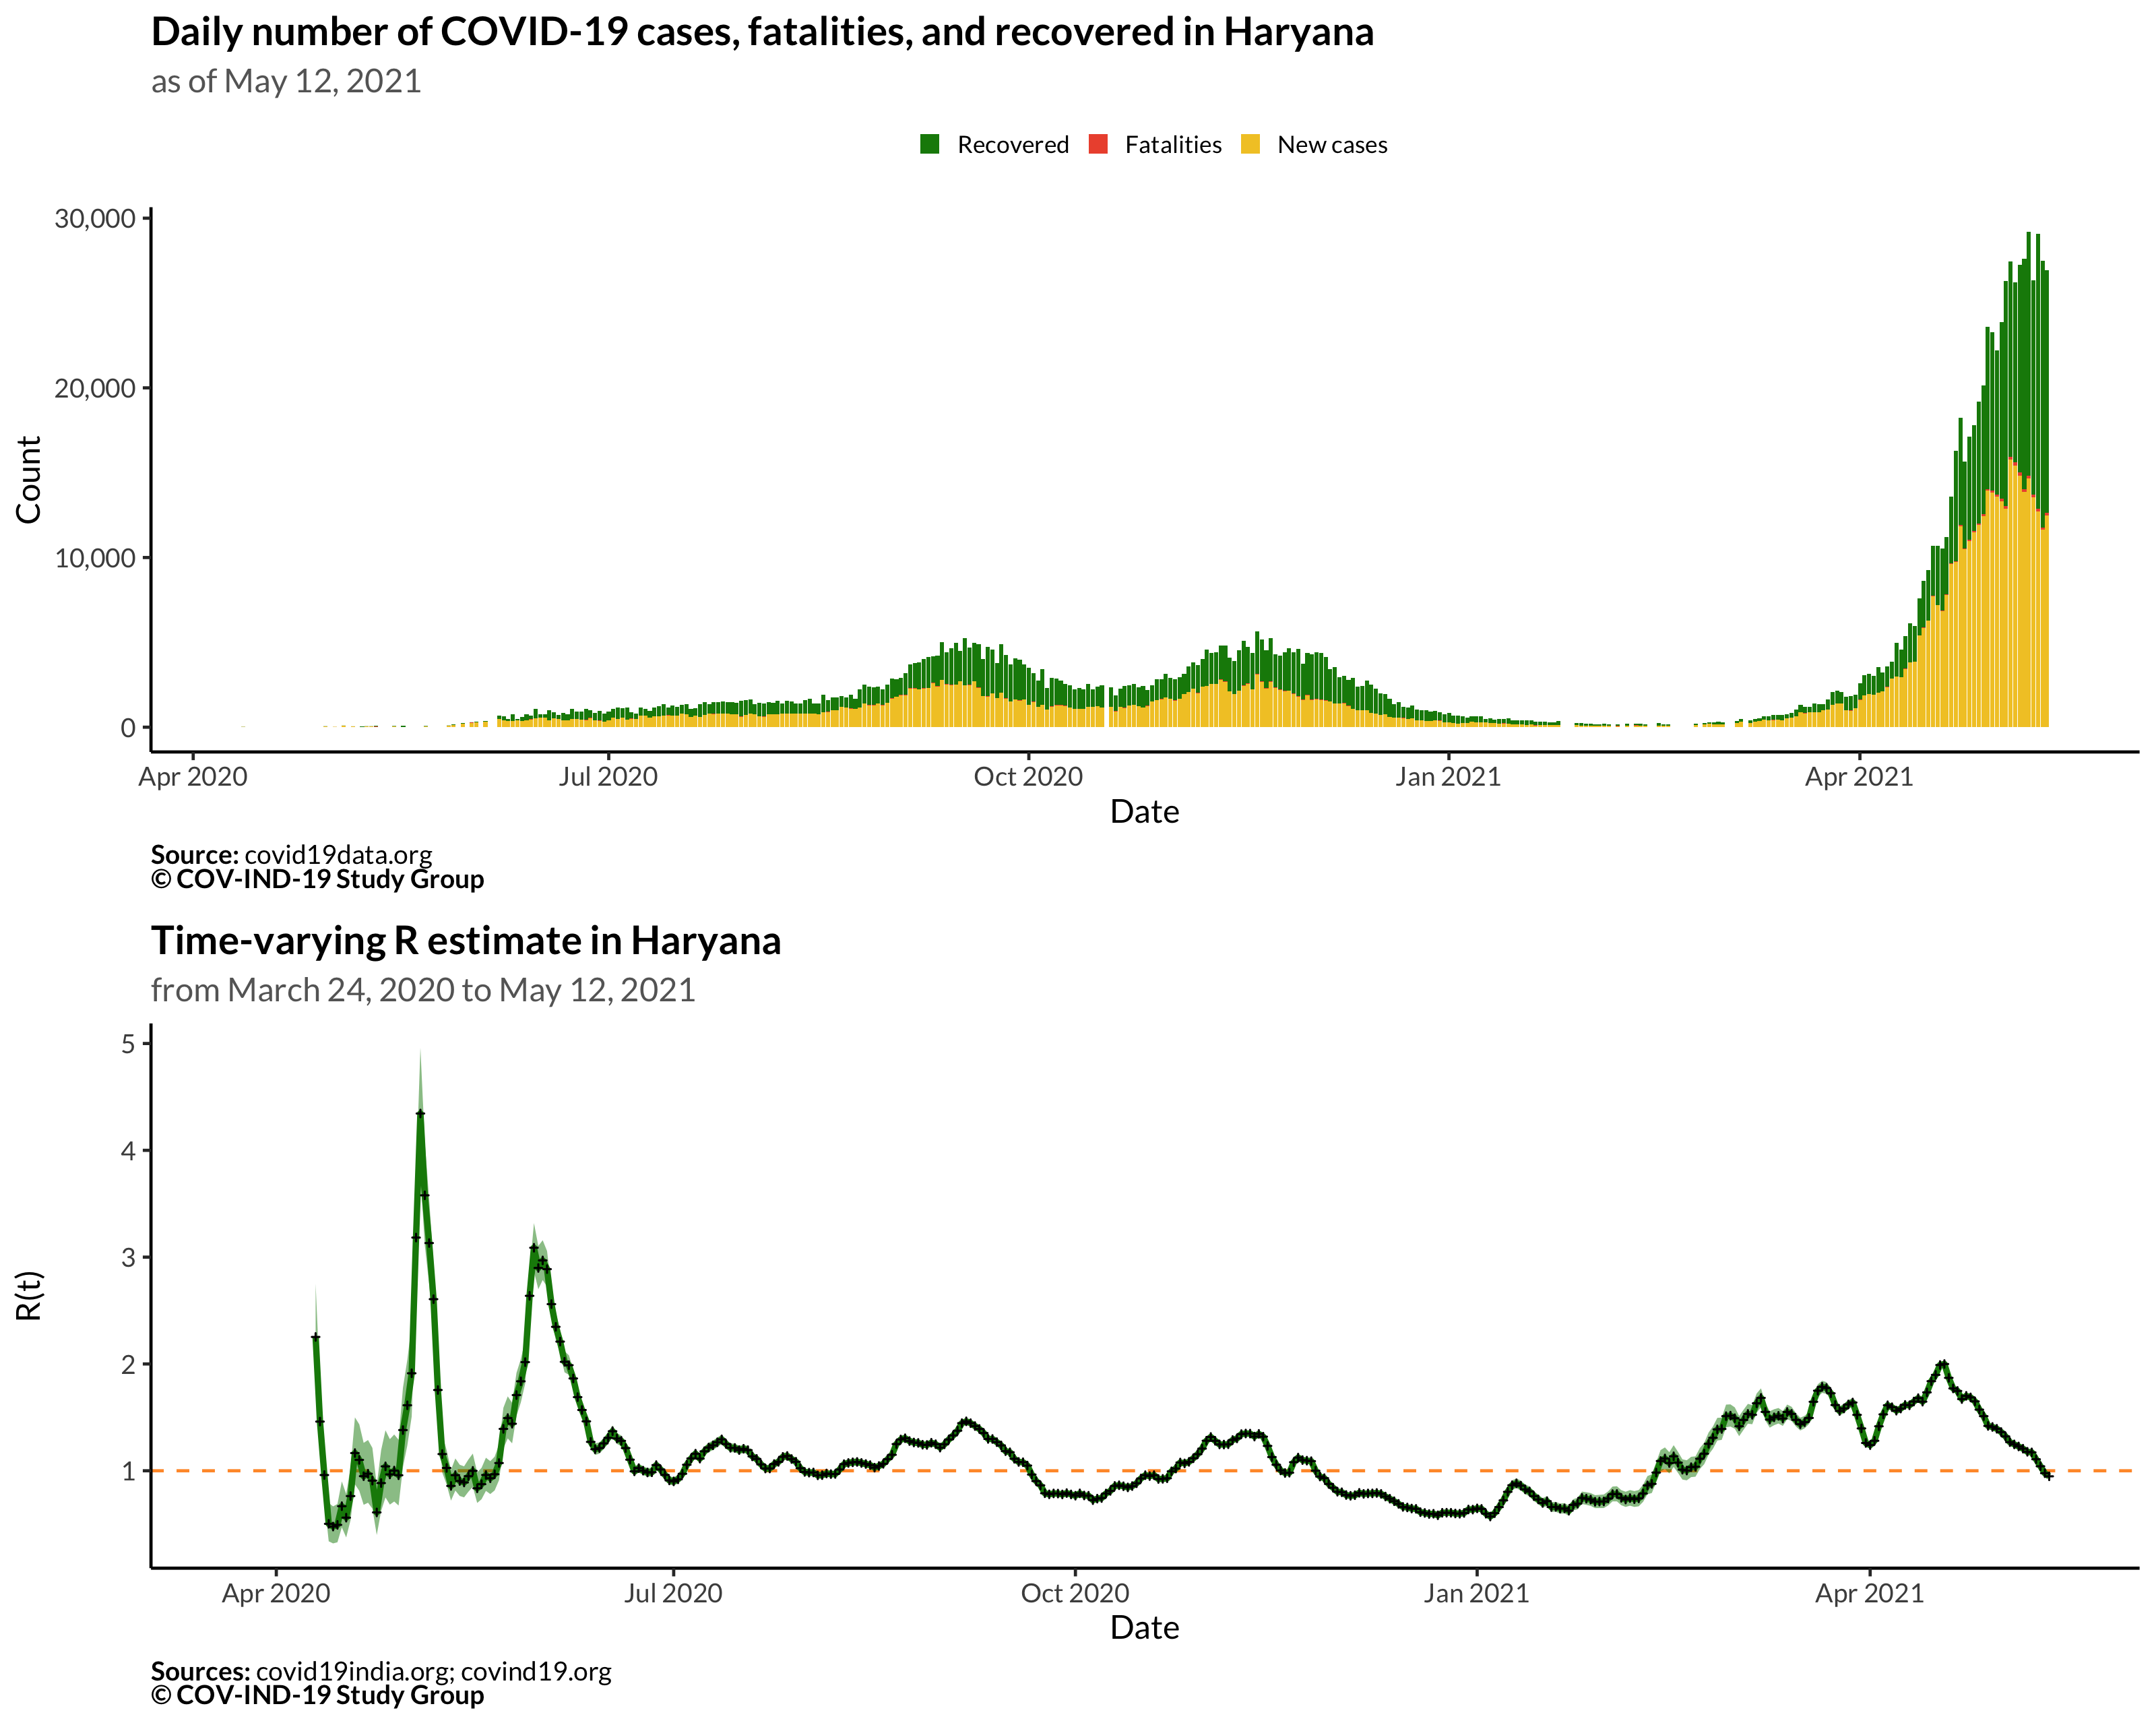 Daily number of COVID-19 cases, fatalities, and recovered in Haryana
as of May 12, 2021
Recovered Fatalities New cases
30,000
20,000
10,000
0
Count
Apr 2020 Jul 2020 Oct 2020 Jan 2021 Apr 2021
Date
Source: covid19data.org
© COV-IND-19 Study Group
Time-varying R estimate in Haryana
from March 24, 2020 to May 12, 2021
5
4
3
2
1
R(t)
Apr 2020 Jul 2020 Oct 2020 Jan 2021 Apr 2021
Date
Sources: covid19india.org; covind19.org
© COV-IND-19 Study Group